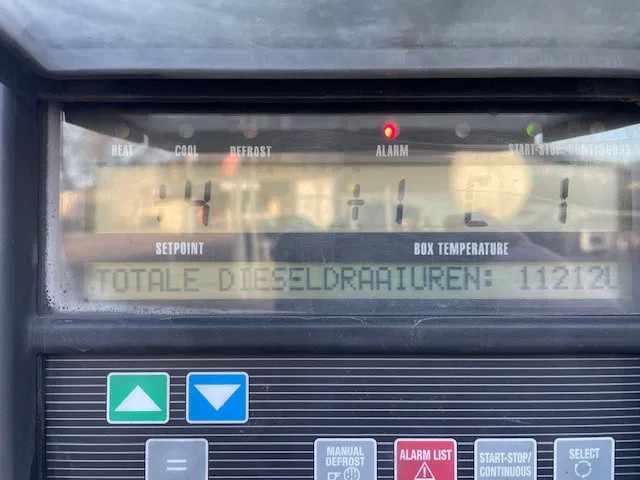 HEAT COOL DEFROST ALARM START-STOP CONTINUOUS
SETPOINT BOX TEMPERATURE
TOTALE DIESELDRAAIUREN: 11212U
=
MANUAL
DEFROST
ALARM LIST
START-STOP/
CONTINUOUS
SELECT